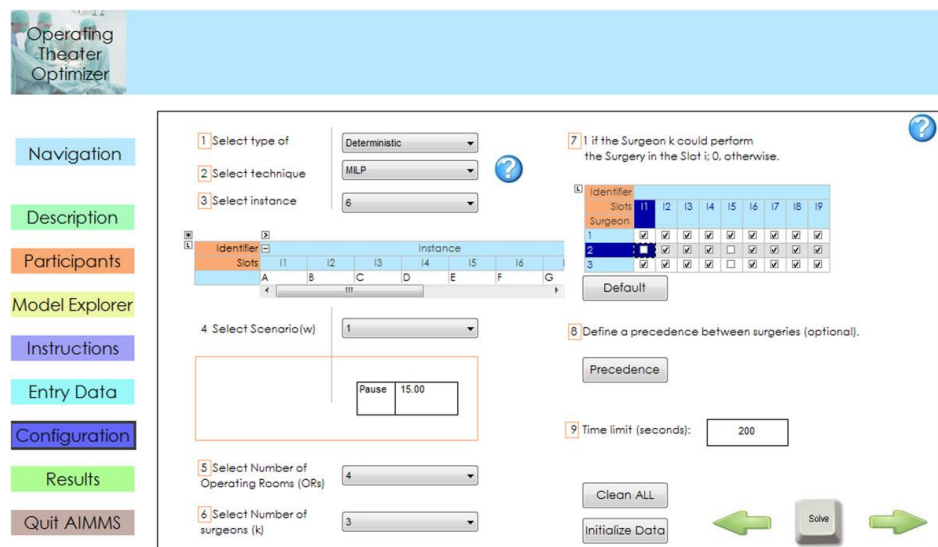 Operating
Theater
Optimizer
Navigation
Description
Participants
Model Explorer
Instructions
Entry Data
Configuration
Results
Quit AIMMS
1 Select type of
Deterministic
2 Select technique
MILP
?
3 Select instance
6
Identifier
Instance
Slots I1 I2 I3 I4 I5 I6
A B C D E F G
4 Select Scenario(w)
1
Pause 15.00
5 Select Number of
Operating Rooms (ORs)
4
6 Select Number of
surgeons (k)
3
?
7 1 if the Surgeon k could perform
the Surgery in the Slot i; 0, otherwise.
L Identifier
Slots I1 I2 I3 I4 I5 I6 I7 I8 I9
Surgeon
1
2
3
Default
8 Define a precedence between surgeries (optional).
Precedence
9 Time limit (seconds): 200
Clean ALL
Initialize Data
Solve